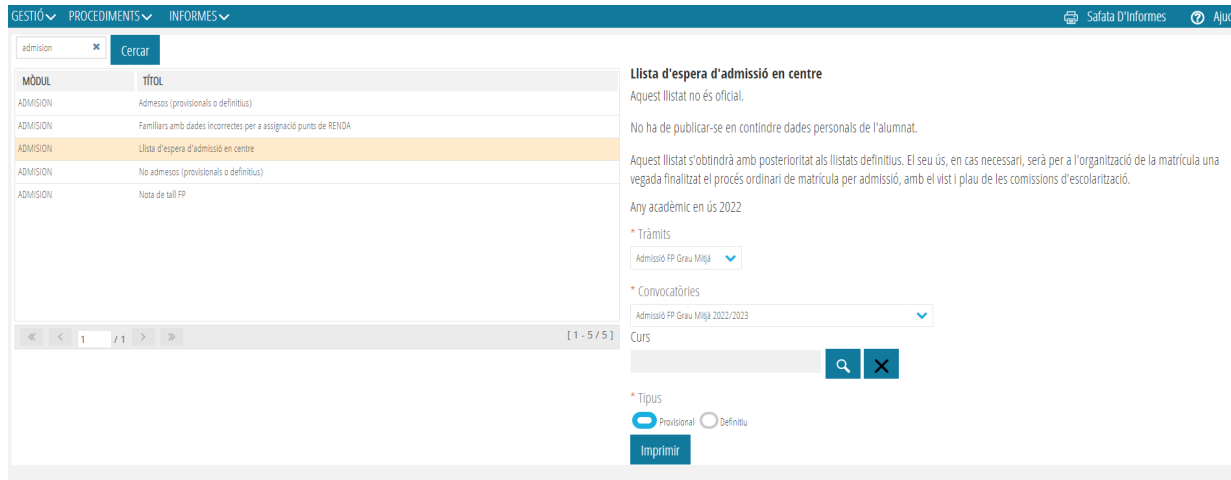 GESTIÓ PROCEDIMENTS INFORMES Safata D'Informes Ajuc
admision Cercar
MÒDUL TÍTOL
ADMISION Admesos (provisionals o definitius)
ADMISION Familiars amb dades incorrectes per a assignació punts de RENDA
ADMISION Llista d'espera d'admissió en centre
ADMISION No admesos (provisionals o definitius)
ADMISION Nota de tall FP
1 / 1 [ 1 - 5 / 5 ]
Llista d'espera d'admissió en centre
Aquest llistat no és oficial.
No ha de publicar-se en contindre dades personals de l'alumnat.
Aquest llistat s'obtindrà amb posterioritat als llistats definitius. El seu ús, en cas necessari, serà per a l'organització de la matrícula una
vegada finalitzat el procés ordinari de matrícula per admissió, amb el vist i plau de les comissions d'escolarització.
Any acadèmic en ús 2022
* Tràmits
Admissió FP Grau Mitjá
* Convocatòries
Admissió FP Grau Mitjà 2022/2023
Curs
* Tipus
Provisional Definitiu
Imprimir